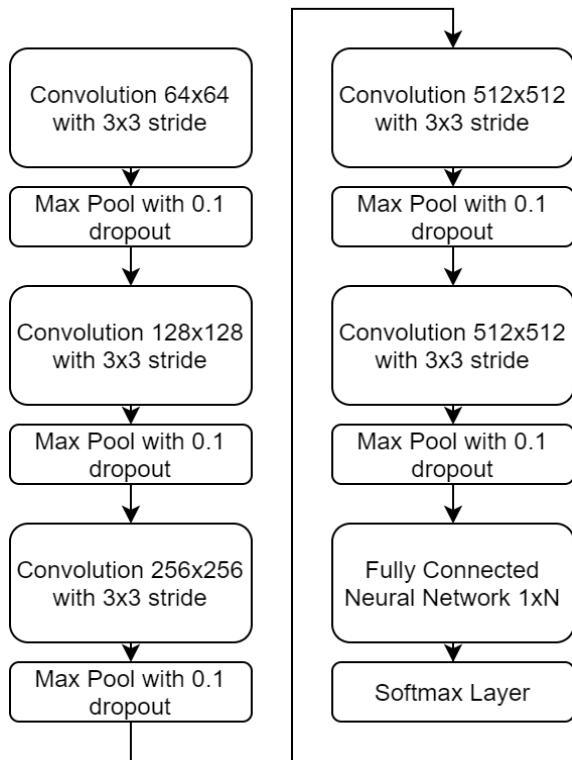 Convolution 64x64
with 3x3 stride
Max Pool with 0.1
dropout
Convolution 128x128
with 3x3 stride
Max Pool with 0.1
dropout
Convolution 256x256
with 3x3 stride
Max Pool with 0.1
dropout
Convolution 512x512
with 3x3 stride
Max Pool with 0.1
dropout
Convolution 512x512
with 3x3 stride
Max Pool with 0.1
dropout
Fully Connected
Neural Network 1xN
Softmax Layer